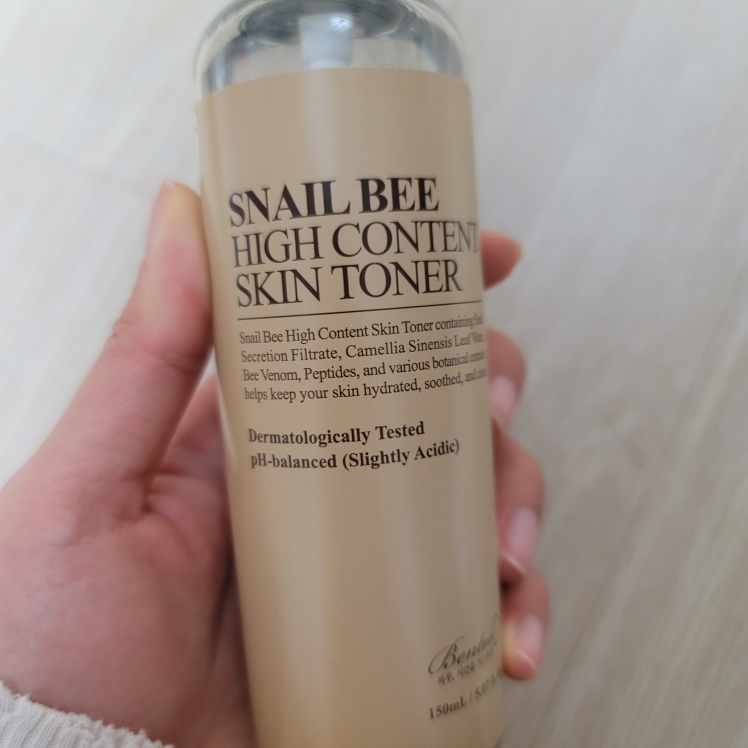 SNAIL BEE
HIGH CONTENT
SKIN TONER
Snail Bee High Content Skin Toner containing
Secretion Filtrate, Camellia Sinensis Leaf
Bee Venom, Peptides, and various botanical
helps keep your skin hydrated, soothed, and
Dermatologically Tested
pH-balanced (Slightly Acidic)
Benton
150mL /